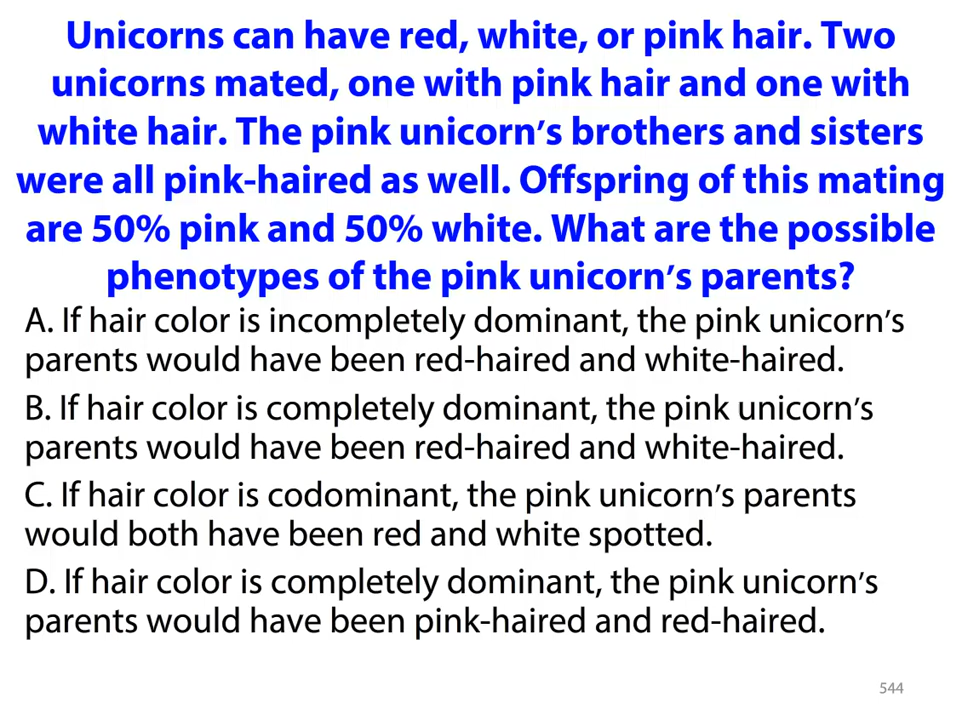 Unicorns can have red, white, or pink hair. Two
unicorns mated, one with pink hair and one with
white hair. The pink unicorn's brothers and sisters
were all pink-haired as well. Offspring of this mating
are 50% pink and 50% white. What are the possible
phenotypes of the pink unicorn's parents?
A. If hair color is incompletely dominant, the pink unicorn's
parents would have been red-haired and white-haired.
B. If hair color is completely dominant, the pink unicorn's
parents would have been red-haired and white-haired.
C. If hair color is codominant, the pink unicorn's parents
would both have been red and white spotted.
D. If hair color is completely dominant, the pink unicorn's
parents would have been pink-haired and red-haired.
544